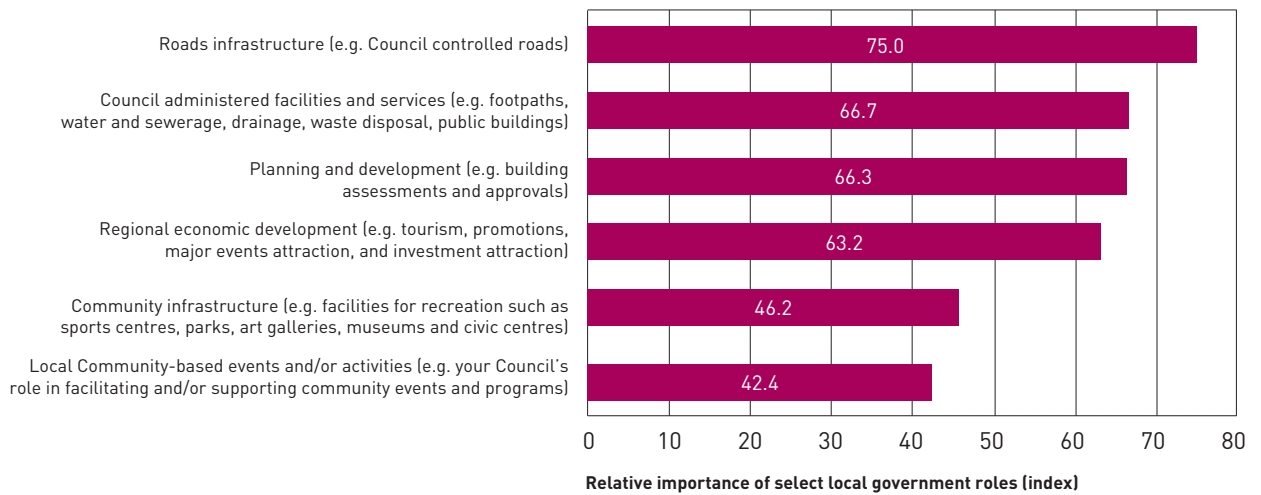 Roads infrastructure (e.g. Council controlled roads)
75.0
Council administered facilities and services (e.g. footpaths,
water and sewerage, drainage, waste disposal, public buildings)
66.7
Planning and development (e.g. building
assessments and approvals)
66.3
Regional economic development (e.g. tourism, promotions,
major events attraction, and investment attraction)
63.2
Community infrastructure (e.g. facilities for recreation such as
sports centres, parks, art galleries, museums and civic centres)
46.2
Local Community-based events and/or activities (e.g. your Council's
role in facilitating and/or supporting community events and programs)
42.4
0 10 20 30 40 50 60 70 80
Relative importance of select local government roles (index)